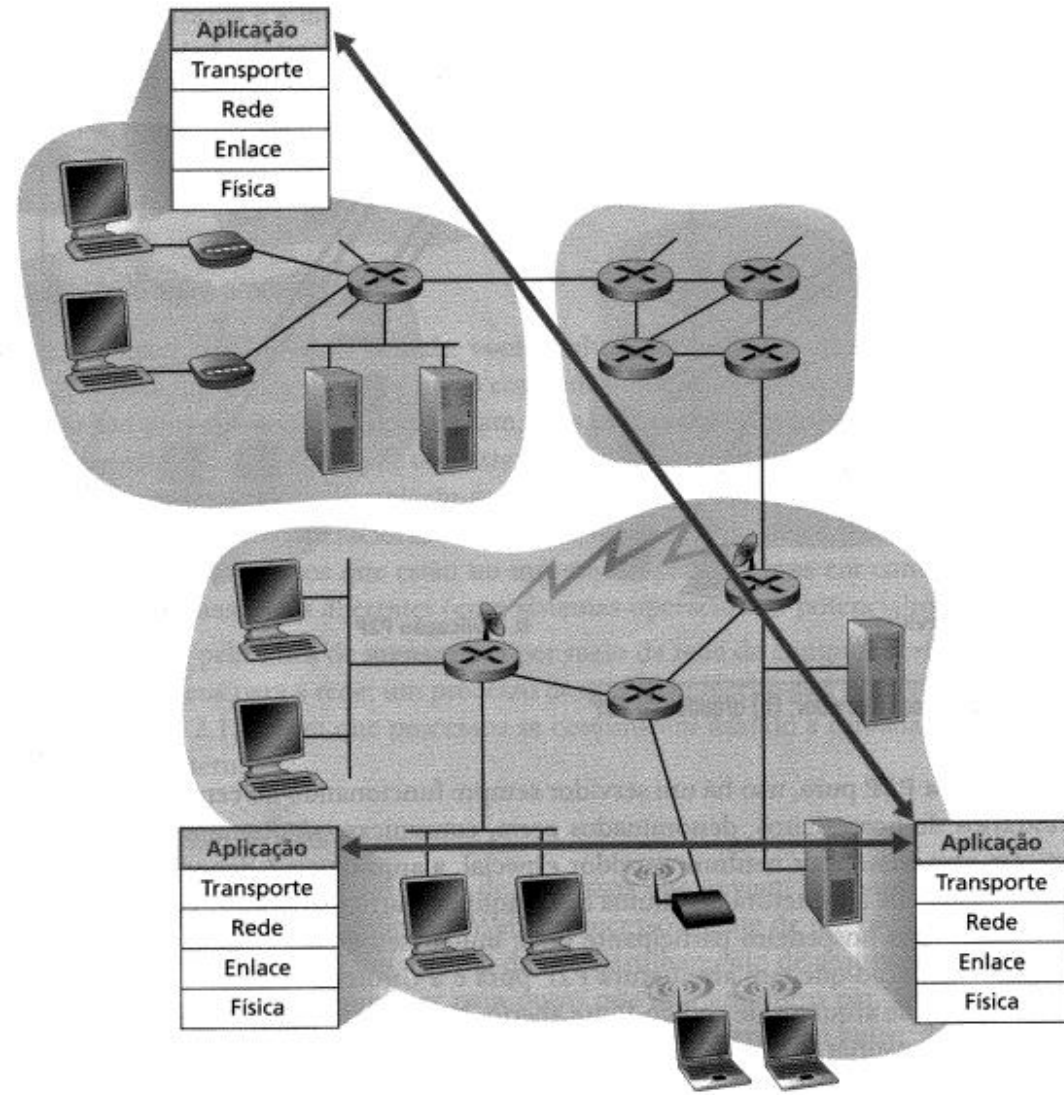 Aplicação
Transporte
Rede
Enlace
Física
Aplicação
Transporte
Rede
Enlace
Física
Aplicação
Transporte
Rede
Enlace
Física